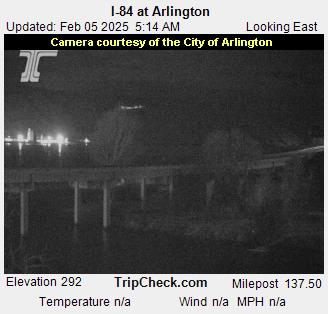 I-84 at Arlington
Updated: Feb 05 2025 5:14 AM Looking East
Camera courtesy of the City of Arlington
Elevation 292 TripCheck.com Milepost 137.50
Temperature n/a Wind n/a MPH n/a